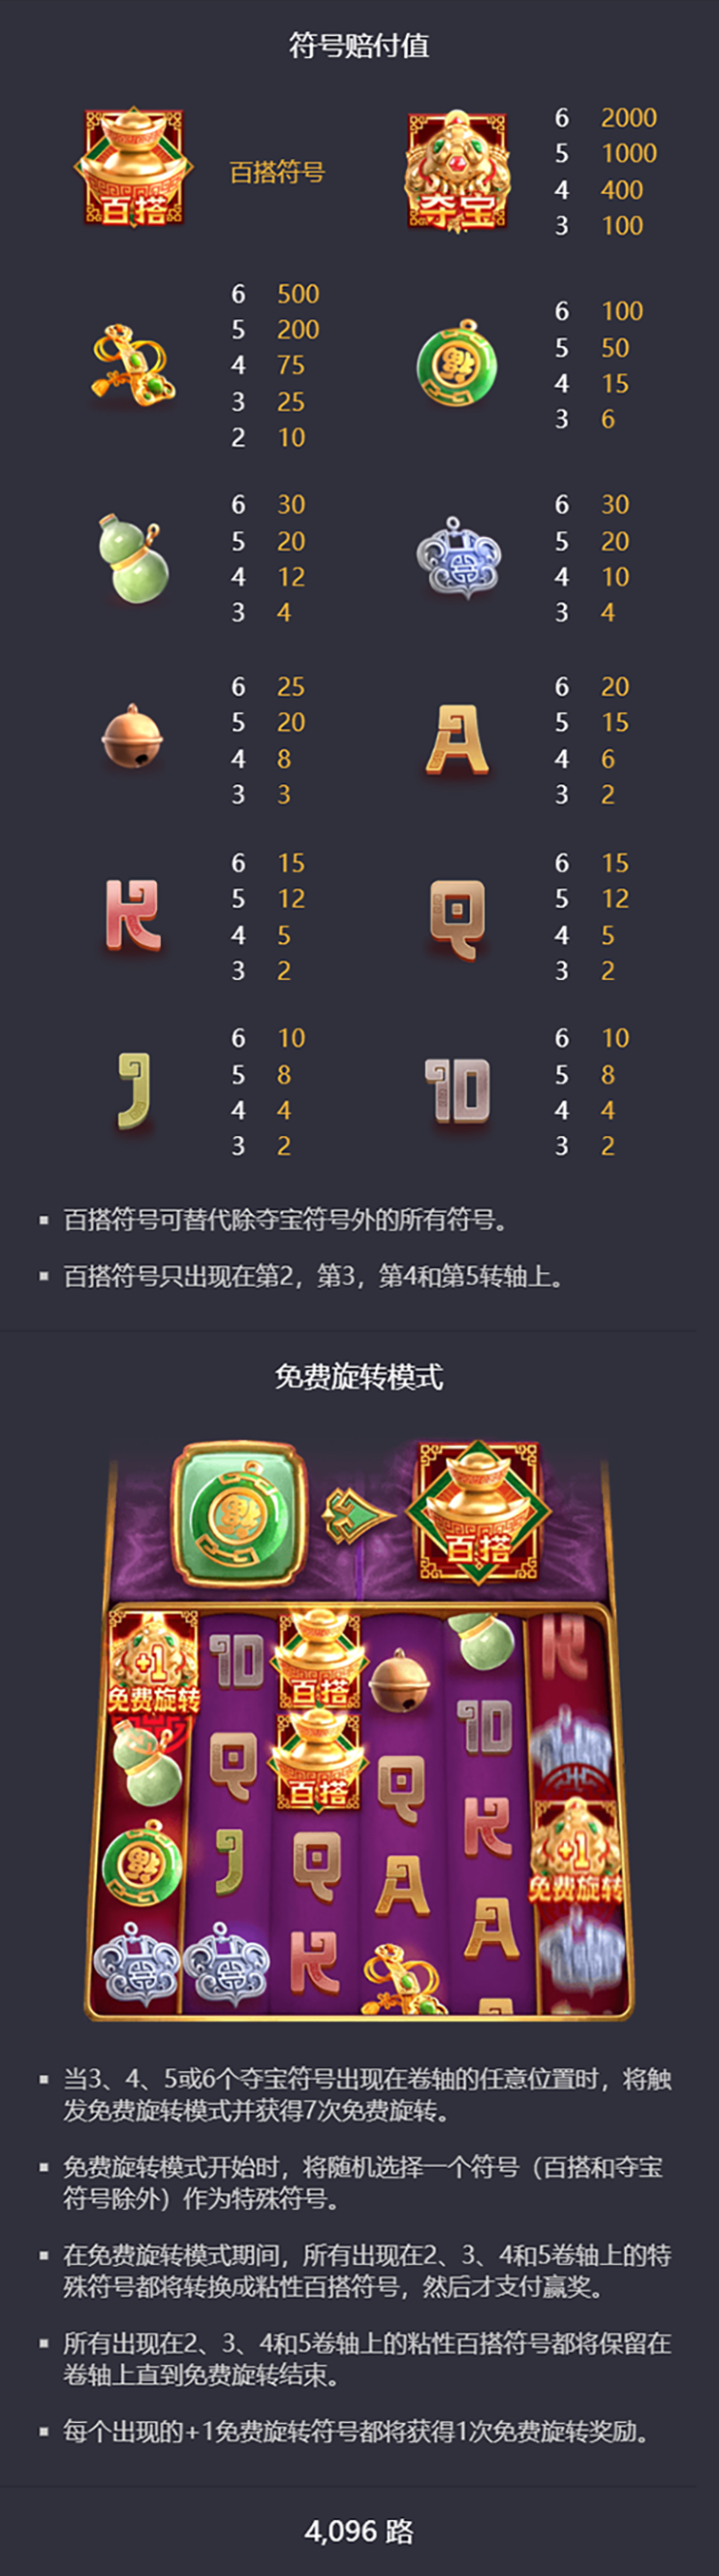 符号赔付值
百搭
百搭符号
夺宝
6 2000
5 1000
4 400
3 100
6 500
5 200
4 75
3 25
2 10
福
6 100
5 50
4 15
3 6
6 30
5 20
4 12
3 4
6 30
5 20
4 10
3 4
6 25
5 20
4 8
3 3
A
6 20
5 15
4 6
3 2
K
6 15
5 12
4 5
3 2
Q
6 15
5 12
4 5
3 2
J
6 10
5 8
4 4
3 2
10
6 10
5 8
4 4
3 2
百搭符号可替代除夺宝符号外的所有符号。
百搭符号只出现在第2，第3，第4和第5转轴上。
免费旋转模式
福 百搭
+1 免费旋转 10 百搭 K
Q 百搭 Q 10
福 J Q A K +1 免费旋转
K A
当3、4、5或6个夺宝符号出现在卷轴的任意位置时，将触
发免费旋转模式并获得7次免费旋转。
免费旋转模式开始时，将随机选择一个符号（百搭和夺宝
符号除外）作为特殊符号。
在免费旋转模式期间，所有出现在2、3、4和5卷轴上的特
殊符号都将转换成粘性百搭符号，然后才支付赢奖。
所有出现在2、3、4和5卷轴上的粘性百搭符号都将保留在
卷轴上直到免费旋转结束。
每个出现的+1免费旋转符号都将获得1次免费旋转奖励。
4,096 路